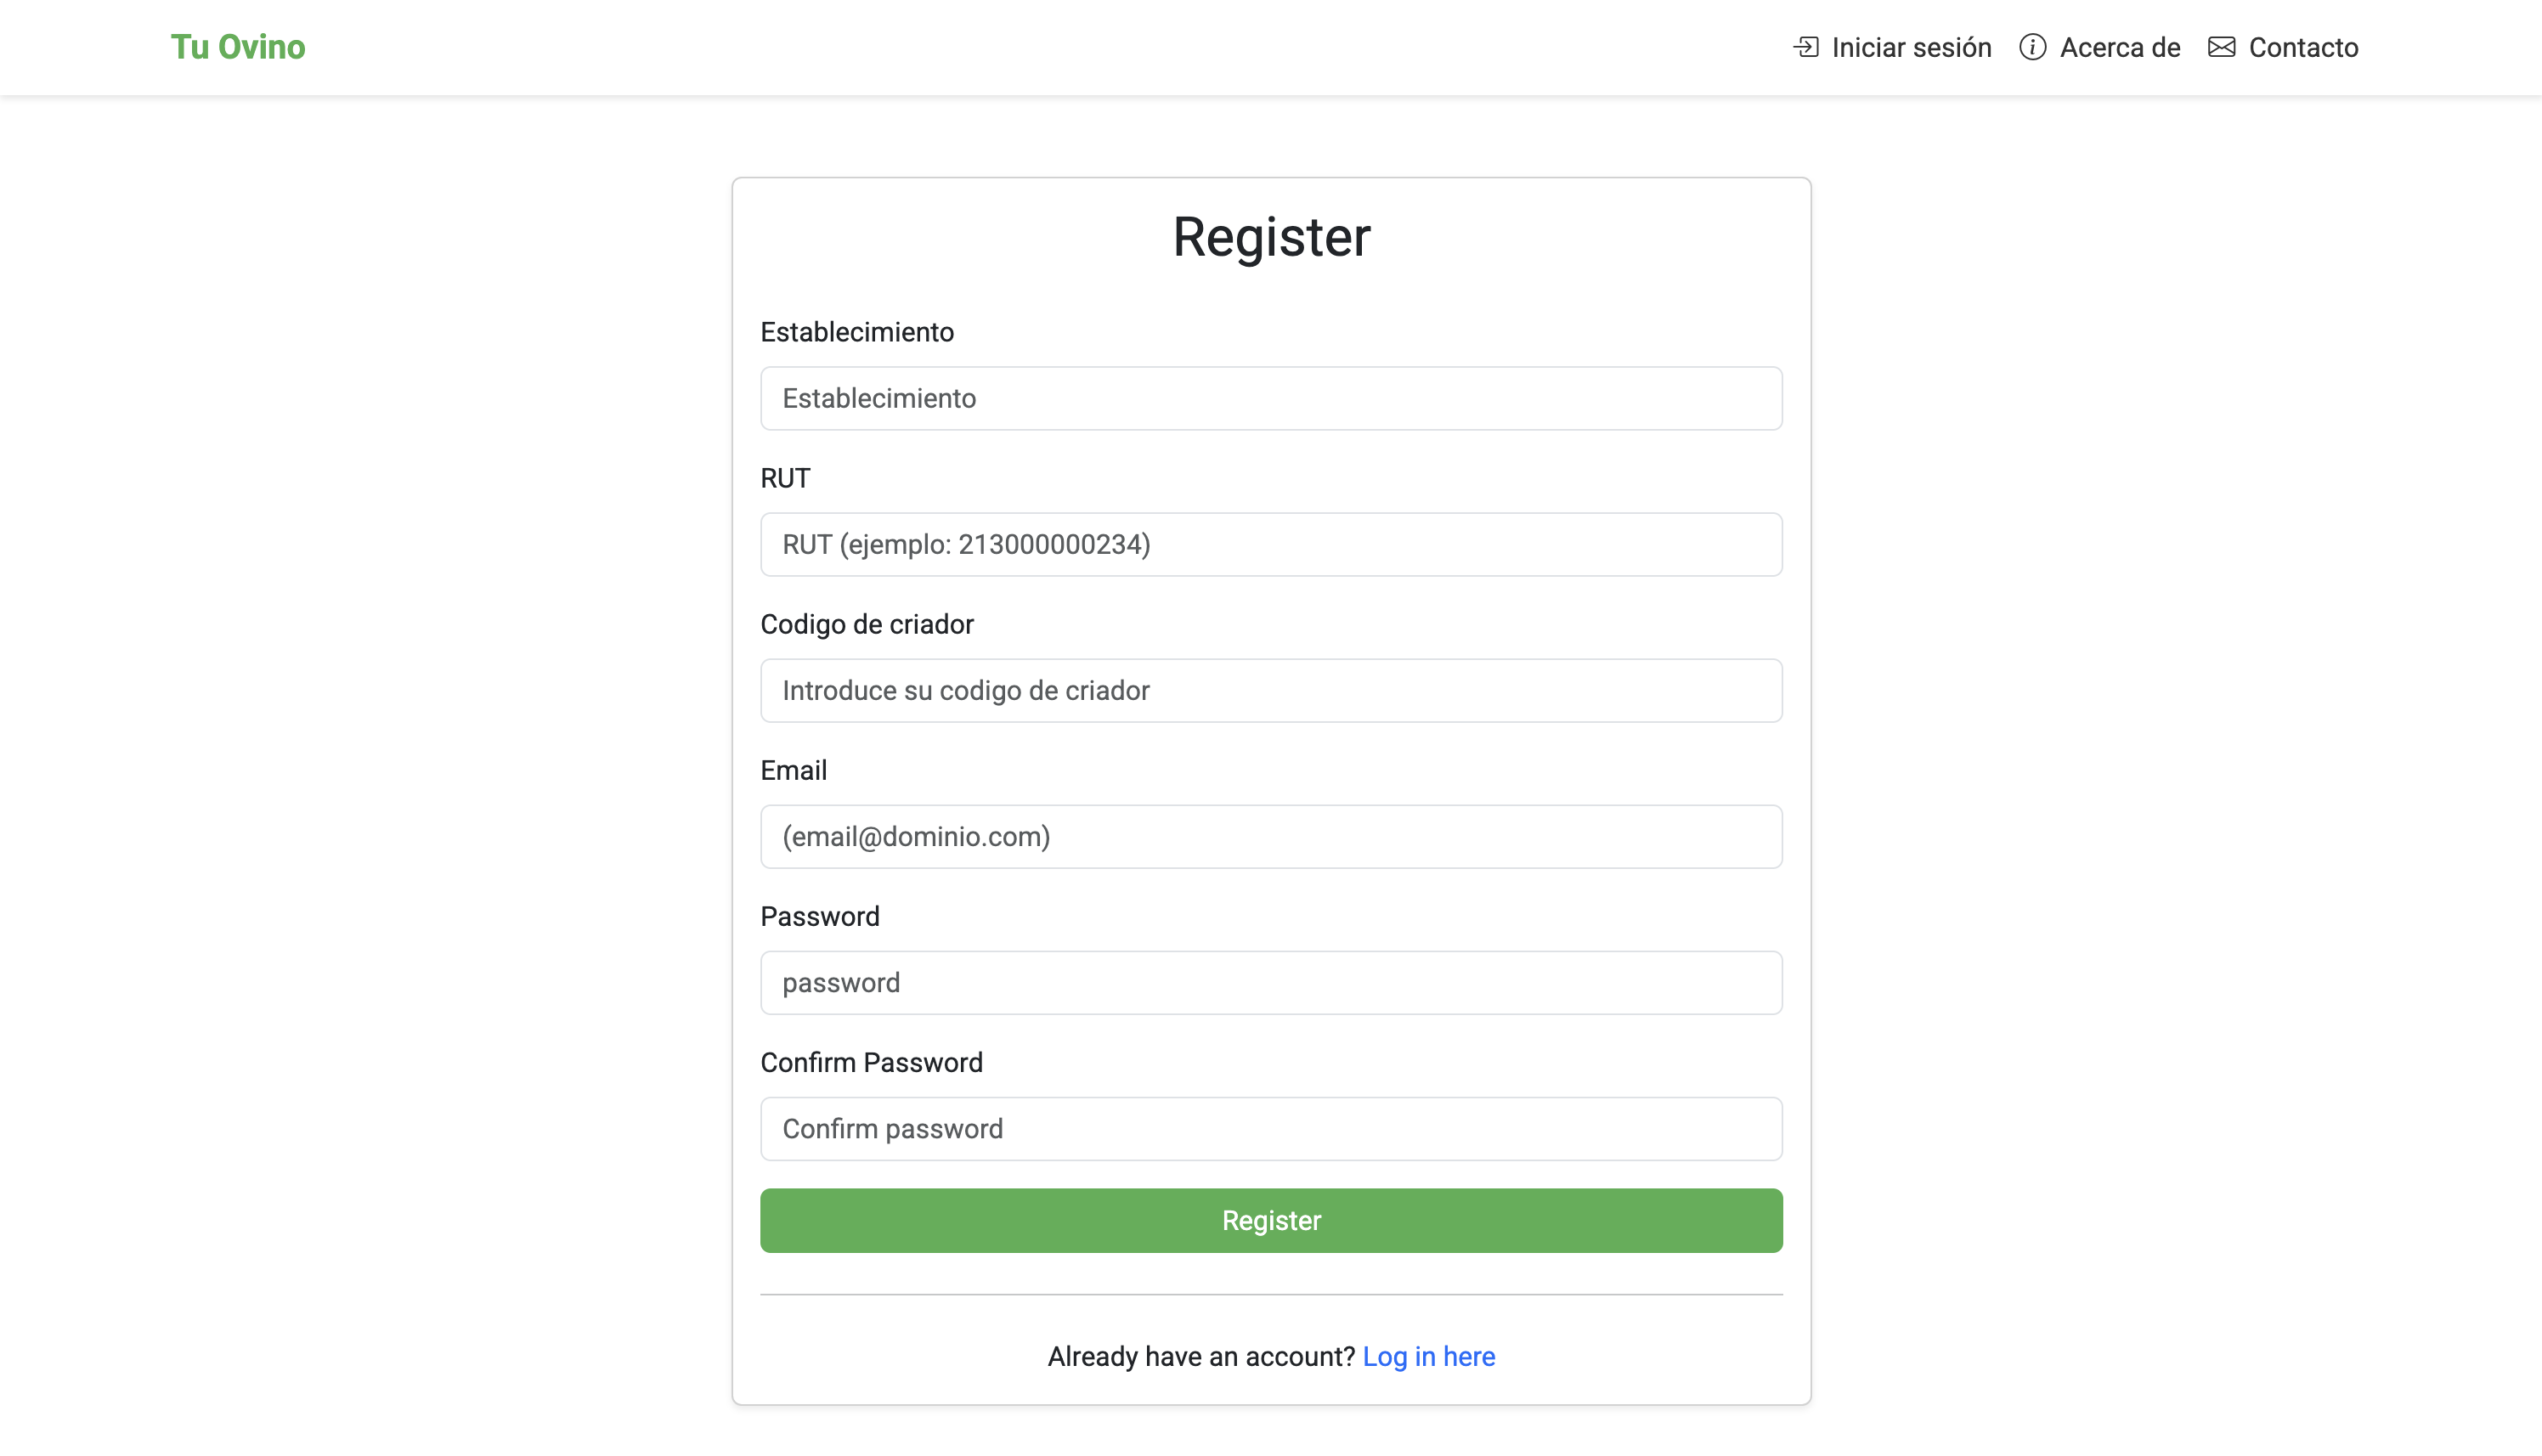 Tu Ovino
Iniciar sesión Acerca de Contacto
Register
Establecimiento
Establecimiento
RUT
RUT (ejemplo: 213000000234)
Codigo de criador
Introduce su codigo de criador
Email
(email@dominio.com)
Password
password
Confirm Password
Confirm password
Register
Already have an account? Log in here